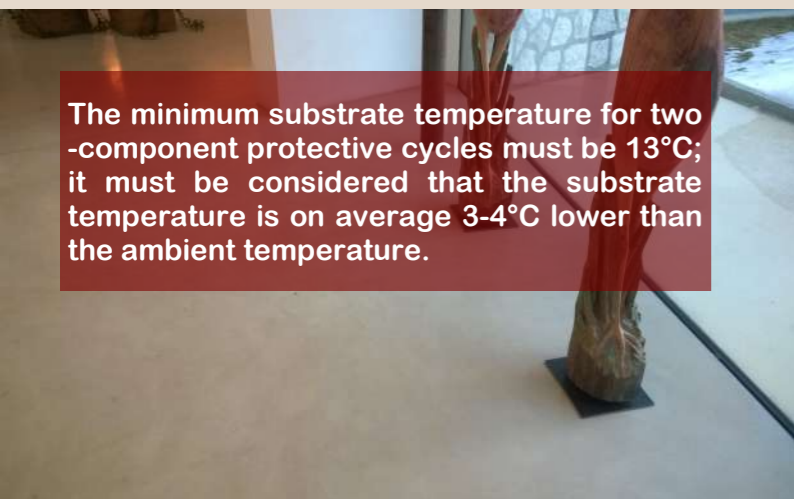 The minimum substrate temperature for two
-component protective cycles must be 13°C;
it must be considered that the substrate
temperature is on average 3-4°C lower than
the ambient temperature.